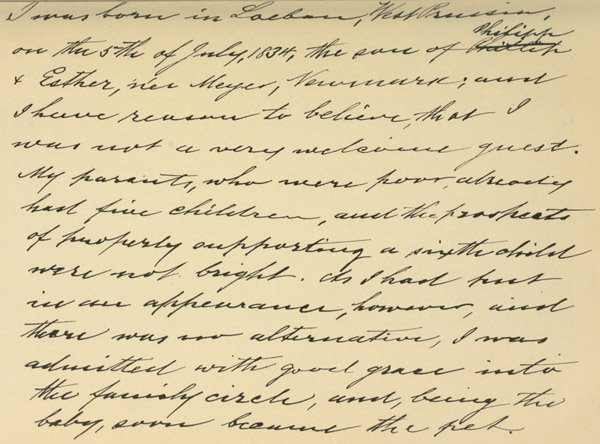 I was born in Loebau, West Prussia,
on the 5th of July, 1834, the son of Philipp
& Esther, née Meyer, Newmark; and
I have reason to believe, that I
was not a very welcome guest.
My parents, who were poor, already
had five children, and the prospects
of properly supporting a sixth child
were not bright. As I had put
in an appearance, however, and
there was no alternative, I was
admitted with good grace into
the family circle, and, being the
baby, soon became the pet.